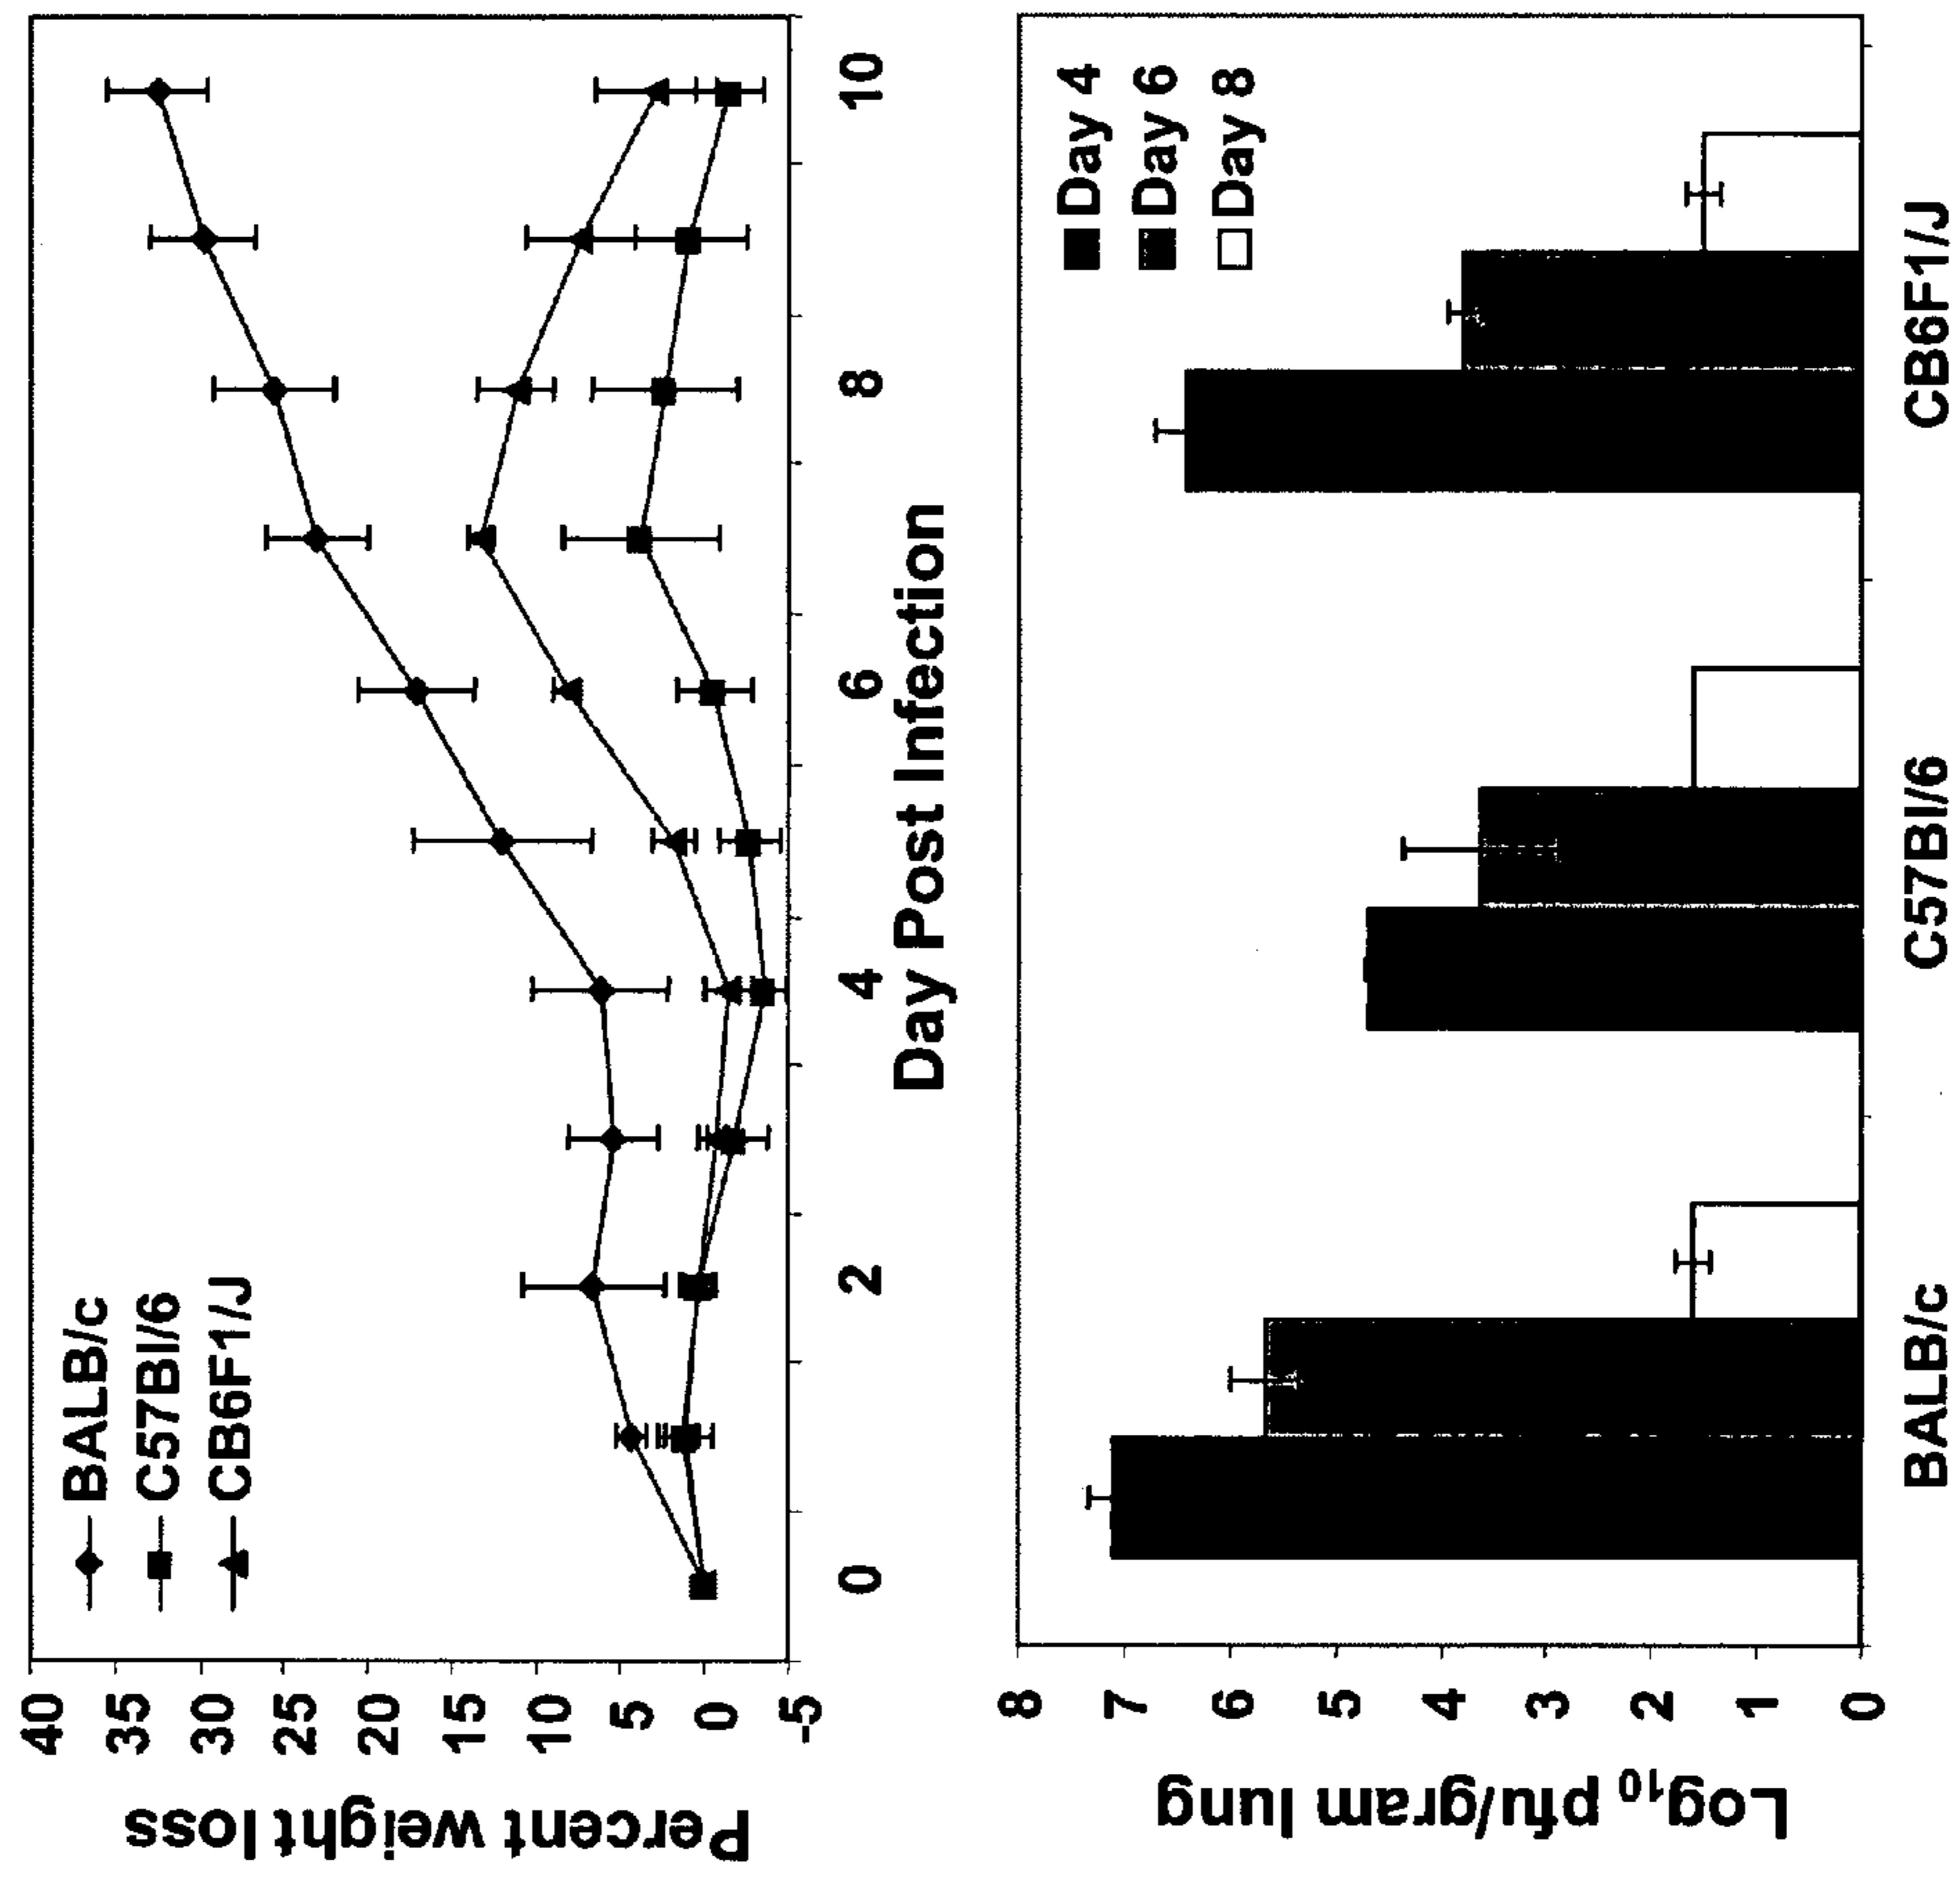 Percent weight loss
40
35
30
25
20
15
10
5
0
-5
BALB/c
C57Bl/6
CB6F1/J
0
2
4
6
8
10
Day Post Infection
Log10 pfu/gram lung
8
7
6
5
4
3
2
1
0
Day 4
Day 6
Day 8
BALB/c
C57Bl/6
CB6F1/J